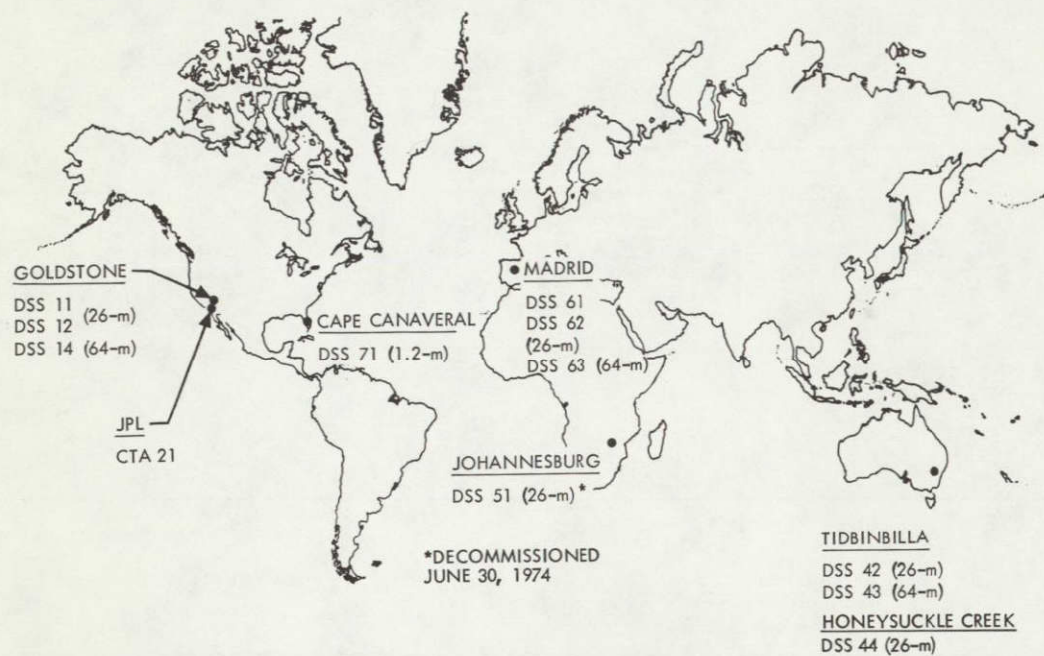 GOLDSTONE
DSS 11
DSS 12 (26-m)
DSS 14 (64-m)
JPL
CTA 21
CAPE CANAVERAL
DSS 71 (1.2-m)
MADRID
DSS 61
DSS 62
(26-m)
DSS 63 (64-m)
JOHANNESBURG
DSS 51 (26-m)*
*DECOMMISSIONED
JUNE 30, 1974
TIDBINBILLA
DSS 42 (26-m)
DSS 43 (64-m)
HONEYSUCKLE CREEK
DSS 44 (26-m)